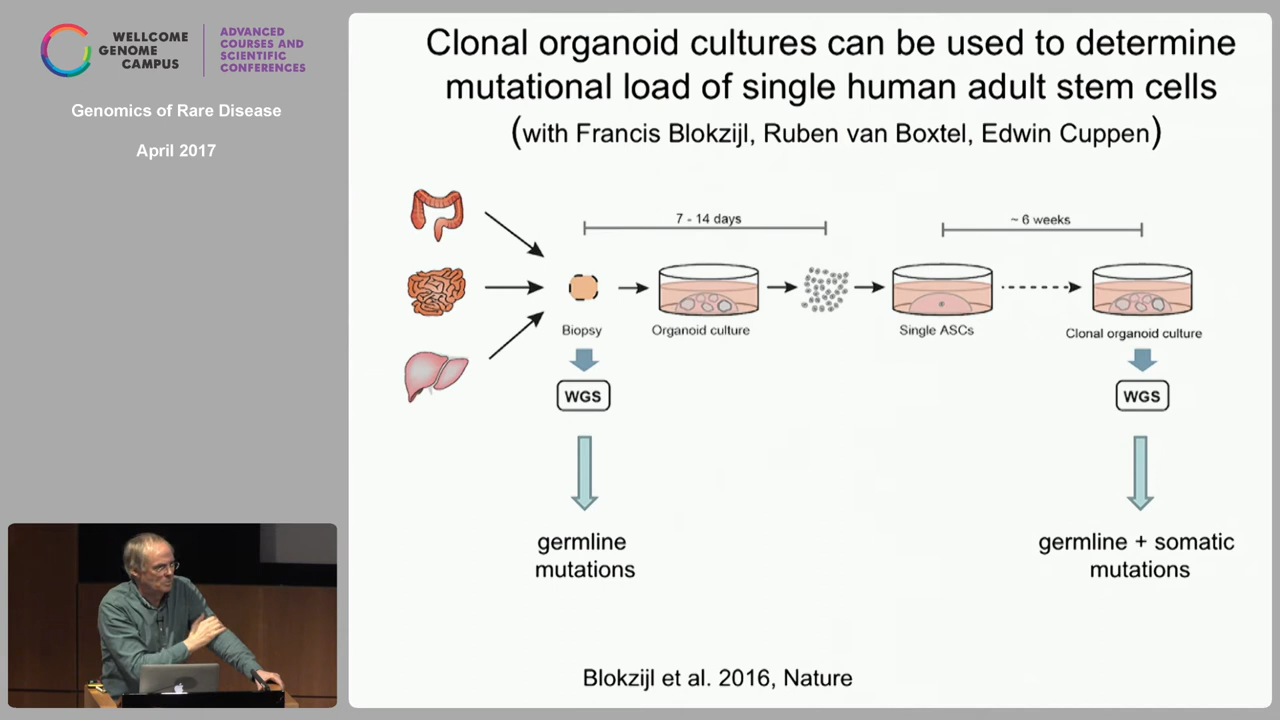 WELLCOME
GENOME
CAMPUS
ADVANCED
COURSES AND
SCIENTIFIC
CONFERENCES
Genomics of Rare Disease
April 2017
Clonal organoid cultures can be used to determine
mutational load of single human adult stem cells
(with Francis Blokzijl, Ruben van Boxtel, Edwin Cuppen)
7 - 14 days
~ 6 weeks
Biopsy
Organoid culture
Single ASCs
Clonal organoid culture
WGS
WGS
germline
mutations
germline + somatic
mutations
Blokzijl et al. 2016, Nature